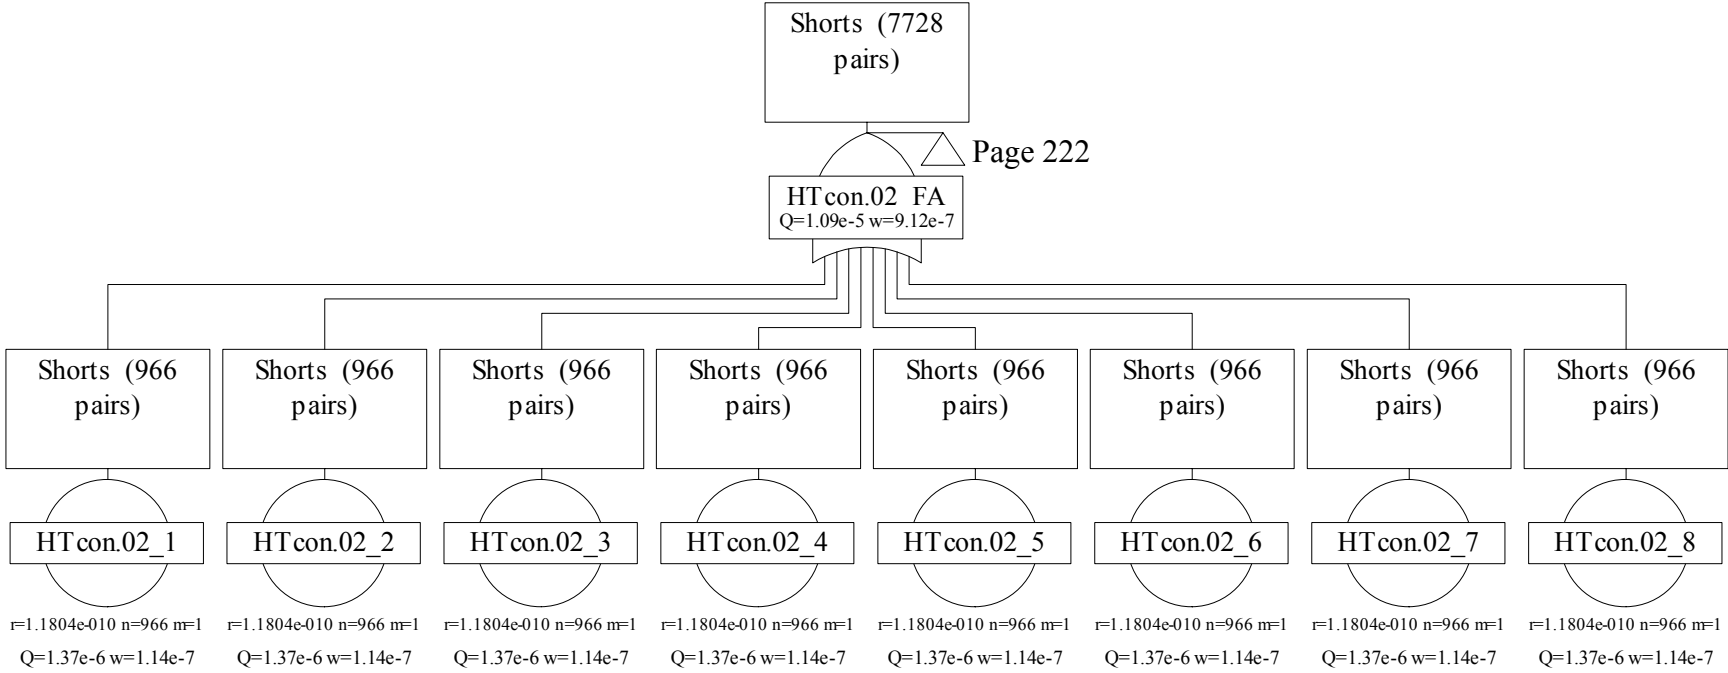 Shorts (7728
pairs)
Page 222
HTcon.02 FA
Q=1.09e-5 w=9.12e-7
Shorts (966
pairs)
Shorts (966
pairs)
Shorts (966
pairs)
Shorts (966
pairs)
Shorts (966
pairs)
Shorts (966
pairs)
Shorts (966
pairs)
Shorts (966
pairs)
HTcon.02_1
HTcon.02_2
HTcon.02_3
HTcon.02_4
HTcon.02_5
HTcon.02_6
HTcon.02_7
HTcon.02_8
r=1.1804e-010 n=966 m=1
r=1.1804e-010 n=966 m=1
r=1.1804e-010 n=966 m=1
r=1.1804e-010 n=966 m=1
r=1.1804e-010 n=966 m=1
r=1.1804e-010 n=966 m=1
r=1.1804e-010 n=966 m=1
r=1.1804e-010 n=966 m=1
Q=1.37e-6 w=1.14e-7
Q=1.37e-6 w=1.14e-7
Q=1.37e-6 w=1.14e-7
Q=1.37e-6 w=1.14e-7
Q=1.37e-6 w=1.14e-7
Q=1.37e-6 w=1.14e-7
Q=1.37e-6 w=1.14e-7
Q=1.37e-6 w=1.14e-7